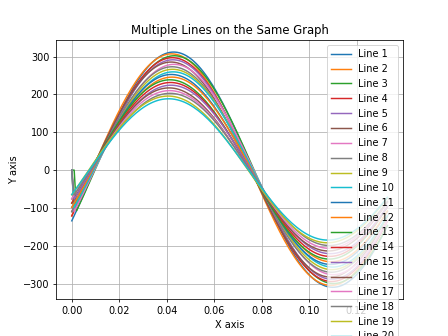 Multiple Lines on the Same Graph
Y axis
300
200
100
0
−100
−200
−300
0.00
0.02
0.04
0.06
0.08
0.10
X axis
Line 1
Line 2
Line 3
Line 4
Line 5
Line 6
Line 7
Line 8
Line 9
Line 10
Line 11
Line 12
Line 13
Line 14
Line 15
Line 16
Line 17
Line 18
Line 19
Line 20